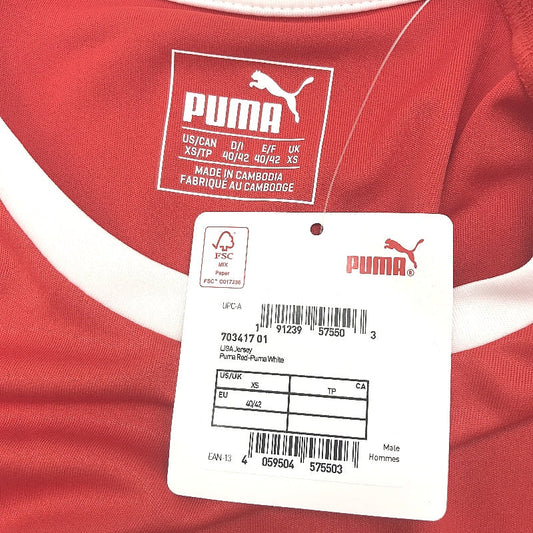 PUMA
US/CAN D/I E/F UK
XS/TP 40/42 40/42 XS
MADE IN CAMBODIA
FABRIQUÉ AU CAMBODGE
FSC
MIX
Paper
FSC™ C017236
PUMA®
UPC-A
1 91239 57550 3
703417 01
LIGA Jersey
Puma Red-Puma White
US/UK CA
XS TP
EU
40/42
Male
Hommes
EAN-13 4 059504 575503